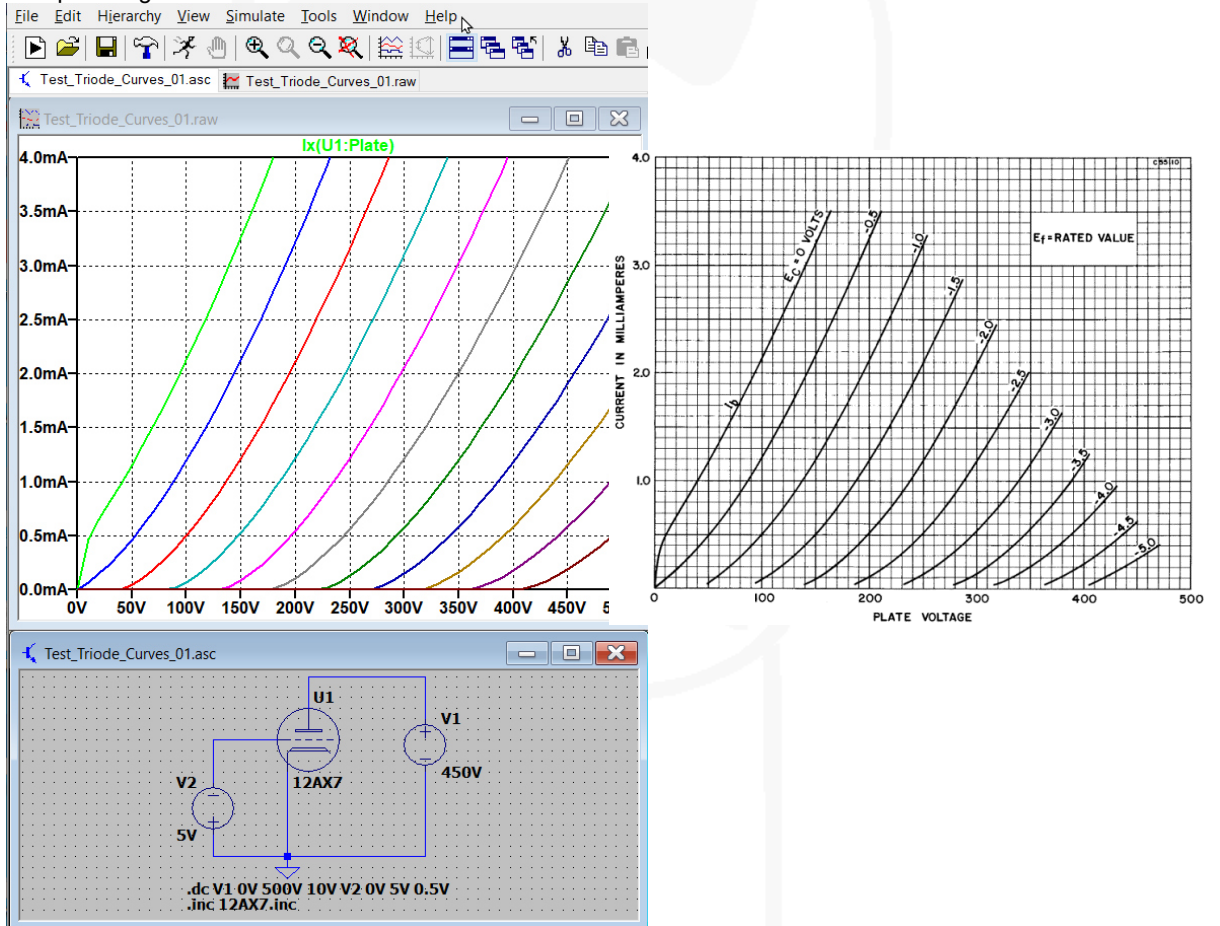 File Edit Hierarchy View Simulate Tools Window Help
Test_Triode_Curves_01.asc Test_Triode_Curves_01.raw
Test_Triode_Curves_01.raw
Ix(U1:Plate)
4.0mA
3.5mA
3.0mA
2.5mA
2.0mA
1.5mA
1.0mA
0.5mA
0.0mA
0V 50V 100V 150V 200V 250V 300V 350V 400V 450V
4.0
3.0
2.0
1.0
CURRENT IN MILLIAMPERES
Ef=RATED VALUE
Ib
EC = 0 VOLTS
-0.5
-1.0
-1.5
-2.0
-2.5
-3.0
-3.5
-4.0
-4.5
-5.0
0 100 200 300 400 500
PLATE VOLTAGE
Test_Triode_Curves_01.asc
U1
V1
450V
12AX7
V2
5V
.dc V1 0V 500V 10V V2 0V 5V 0.5V
.inc 12AX7.inc